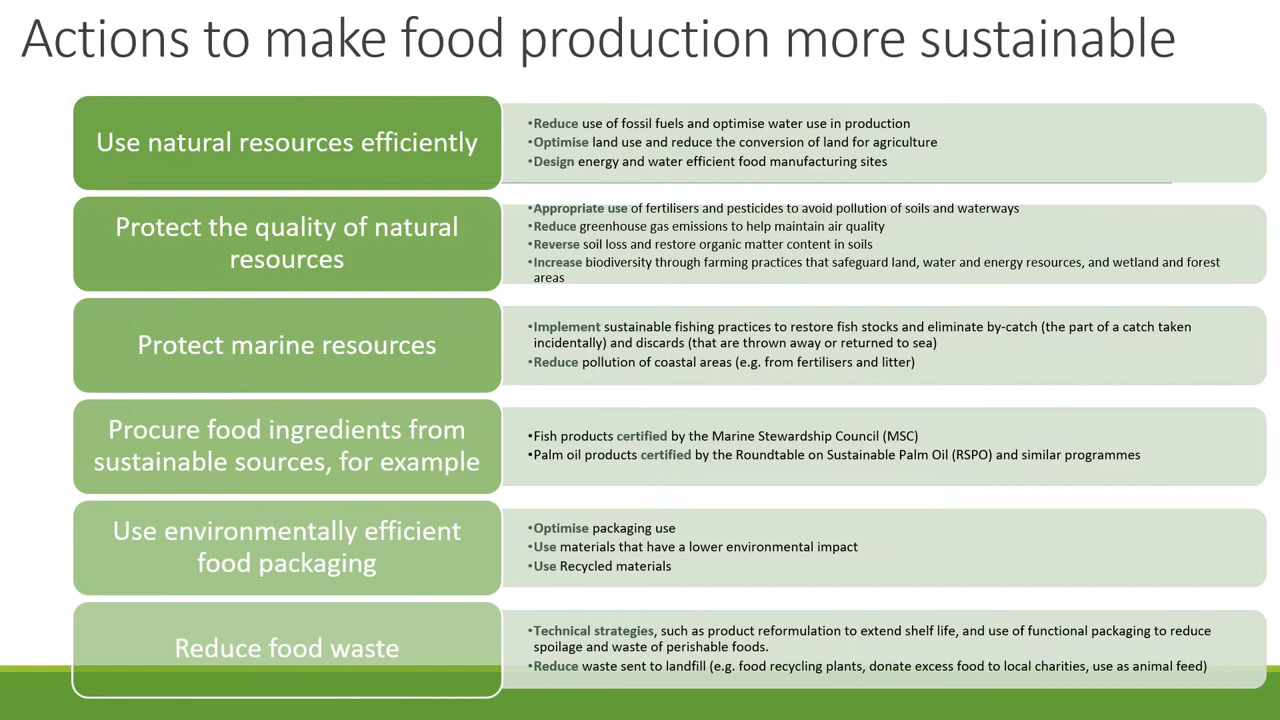 Actions to make food production more sustainable
Use natural resources efficiently
•Reduce use of fossil fuels and optimise water use in production
•Optimise land use and reduce the conversion of land for agriculture
•Design energy and water efficient food manufacturing sites
Protect the quality of natural
resources
•Appropriate use of fertilisers and pesticides to avoid pollution of soils and waterways
•Reduce greenhouse gas emissions to help maintain air quality
•Reverse soil loss and restore organic matter content in soils
•Increase biodiversity through farming practices that safeguard land, water and energy resources, and wetland and forest
areas
Protect marine resources
•Implement sustainable fishing practices to restore fish stocks and eliminate by-catch (the part of a catch taken
incidentally) and discards (that are thrown away or returned to sea)
•Reduce pollution of coastal areas (e.g. from fertilisers and litter)
Procure food ingredients from
sustainable sources, for example
•Fish products certified by the Marine Stewardship Council (MSC)
•Palm oil products certified by the Roundtable on Sustainable Palm Oil (RSPO) and similar programmes
Use environmentally efficient
food packaging
•Optimise packaging use
•Use materials that have a lower environmental impact
•Use Recycled materials
Reduce food waste
•Technical strategies, such as product reformulation to extend shelf life, and use of functional packaging to reduce
spoilage and waste of perishable foods.
•Reduce waste sent to landfill (e.g. food recycling plants, donate excess food to local charities, use as animal feed)